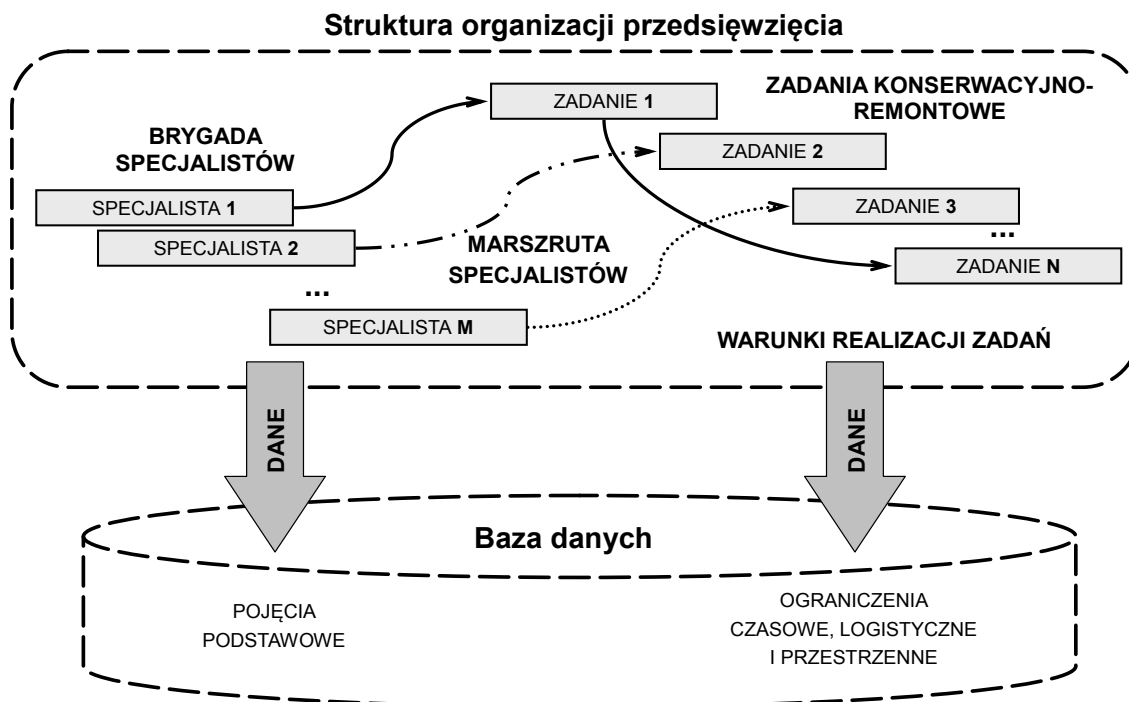 Struktura organizacji przedsięwzięcia
ZADANIE 1
ZADANIA KONSERWACYJNO-
REMONTOWE
BRYGADA
SPECJALISTÓW
ZADANIE 2
SPECJALISTA 1
ZADANIE 3
...
SPECJALISTA 2
MARSZRUTA
SPECJALISTÓW
ZADANIE N
...
SPECJALISTA M
WARUNKI REALIZACJI ZADAŃ
DANE
DANE
Baza danych
POJĘCIA
PODSTAWOWE
OGRANICZENIA
CZASOWE, LOGISTYCZNE
I PRZESTRZENNE